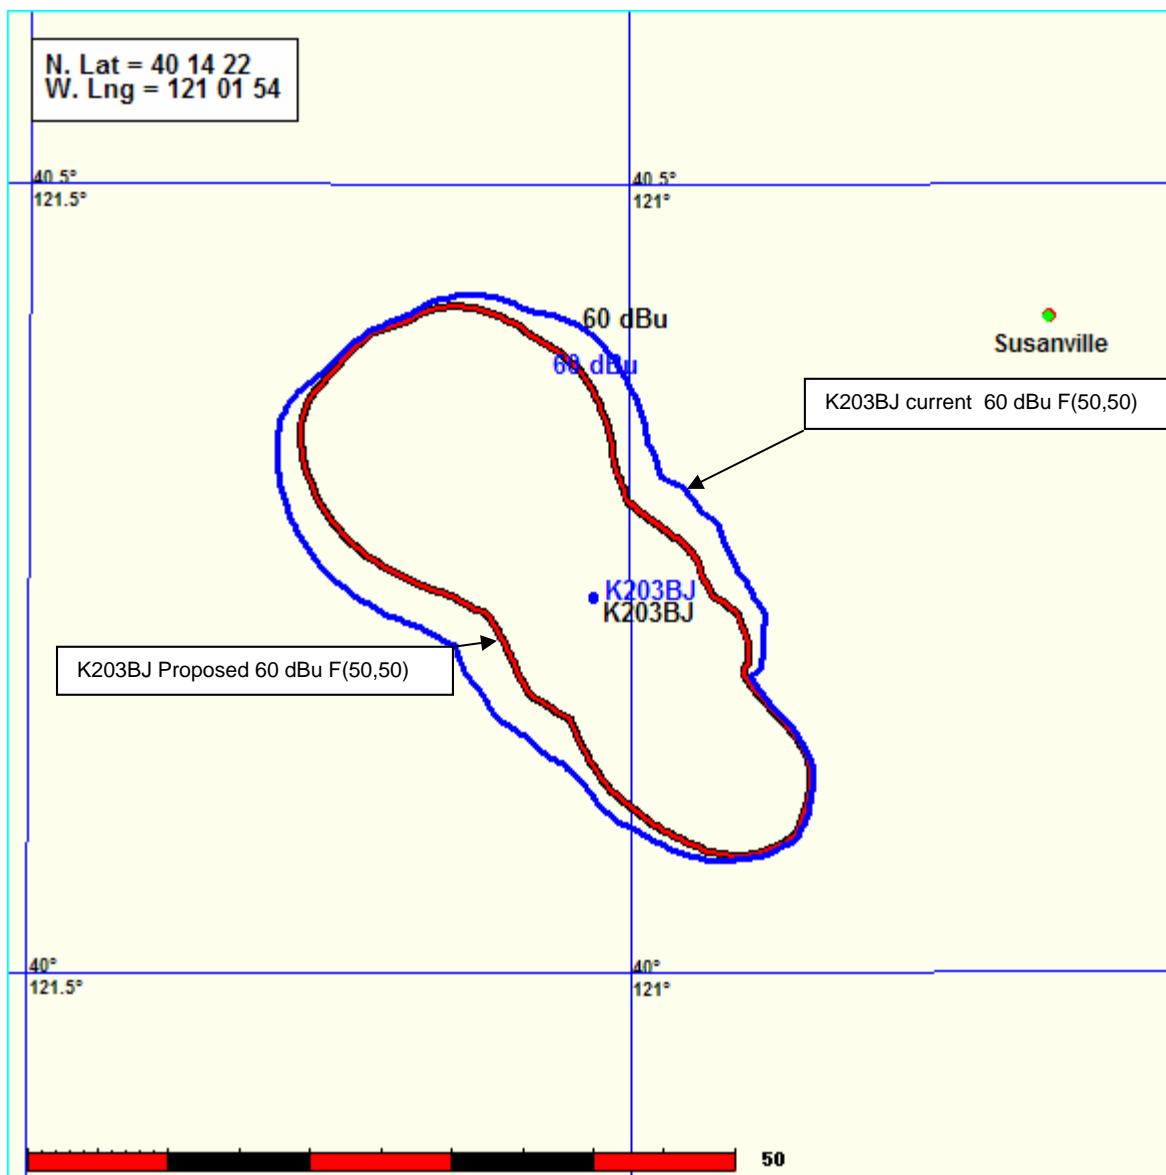 N. Lat = 40 14 22
W. Lng = 121 01 54
40.5°
121.5°
40.5°
121°
60 dBu
60 dBu
Susanville
K203BJ current 60 dBu F(50,50)
K203BJ
K203BJ
K203BJ Proposed 60 dBu F(50,50)
40°
121.5°
40°
121°
50